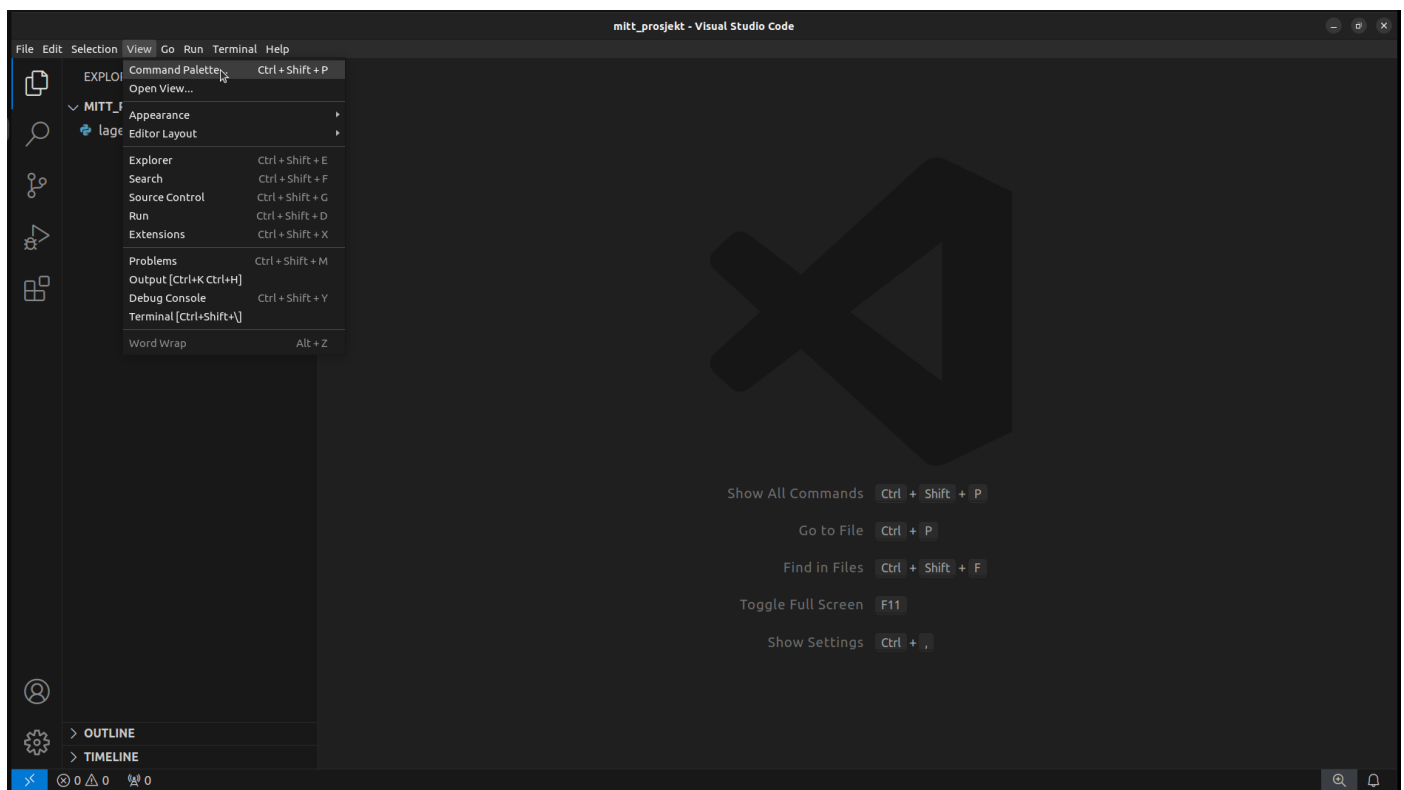 mitt_prosjekt - Visual Studio Code
File Edit Selection View Go Run Terminal Help
Command Palette... Ctrl + Shift + P
Open View...
Appearance
Editor Layout
Explorer Ctrl + Shift + E
Search Ctrl + Shift + F
Source Control Ctrl + Shift + G
Run Ctrl + Shift + D
Extensions Ctrl + Shift + X
Problems Ctrl + Shift + M
Output [Ctrl+K Ctrl+H]
Debug Console Ctrl + Shift + Y
Terminal [Ctrl+Shift+\]
Word Wrap Alt + Z
Show All Commands Ctrl + Shift + P
Go to File Ctrl + P
Find in Files Ctrl + Shift + F
Toggle Full Screen F11
Show Settings Ctrl + ,
OUTLINE
TIMELINE
0 0 0